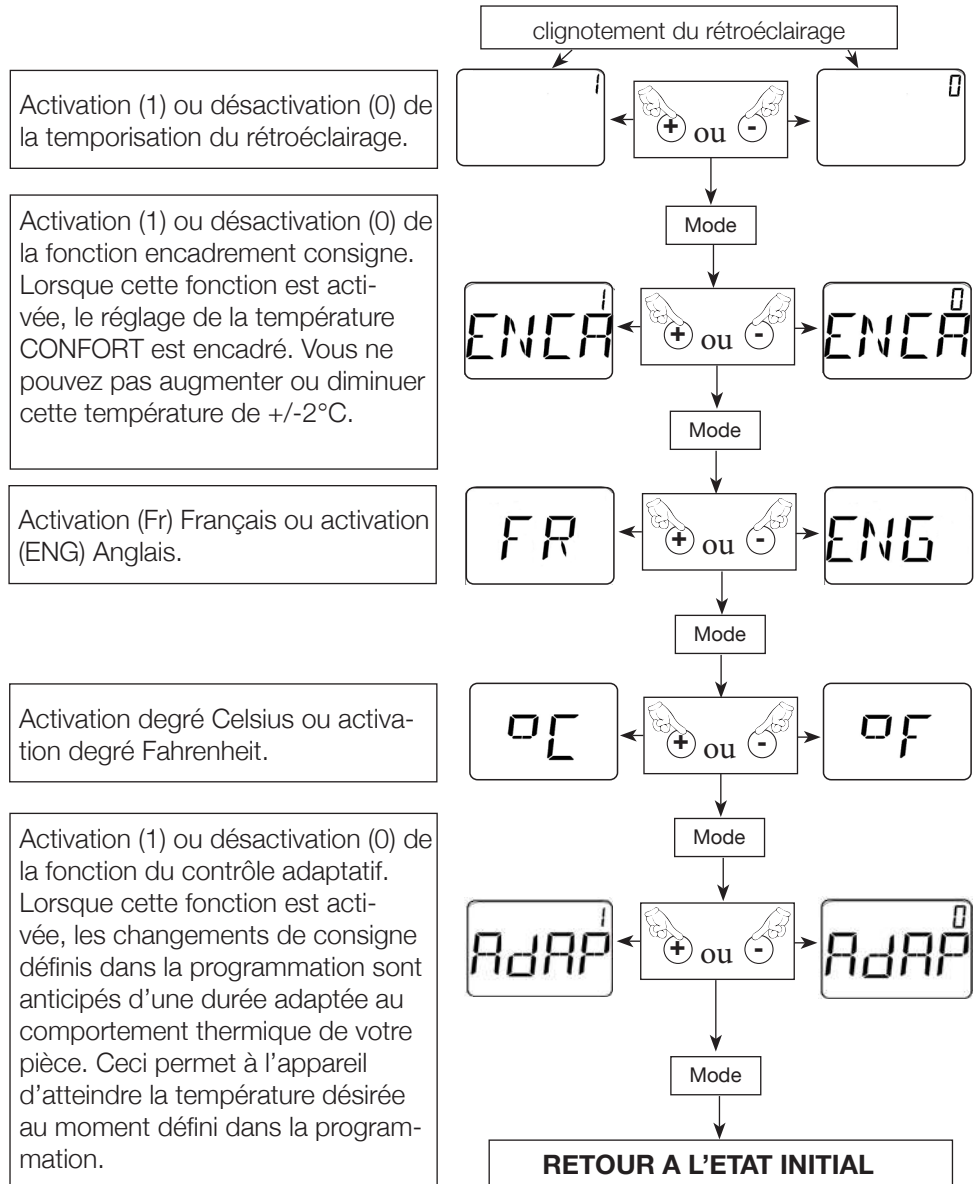 clignotement du rétroéclairage
Activation (1) ou désactivation (0) de
la temporisation du rétroéclairage.
1
+ ou -
0
Mode
Activation (1) ou désactivation (0) de
la fonction encadrement consigne.
Lorsque cette fonction est acti-
vée, le réglage de la température
CONFORT est encadré. Vous ne
pouvez pas augmenter ou diminuer
cette température de +/-2°C.
1
ENCA
+ ou -
0
ENCA
Mode
Activation (Fr) Français ou activation
(ENG) Anglais.
FR
+ ou -
ENG
Mode
Activation degré Celsius ou activa-
tion degré Fahrenheit.
°C
+ ou -
°F
Mode
Activation (1) ou désactivation (0) de
la fonction du contrôle adaptatif.
Lorsque cette fonction est acti-
vée, les changements de consigne
définis dans la programmation sont
anticipés d'une durée adaptée au
comportement thermique de votre
pièce. Ceci permet à l'appareil
d'atteindre la température désirée
au moment défini dans la program-
mation.
1
AdAP
+ ou -
0
AdAP
Mode
RETOUR A L'ETAT INITIAL